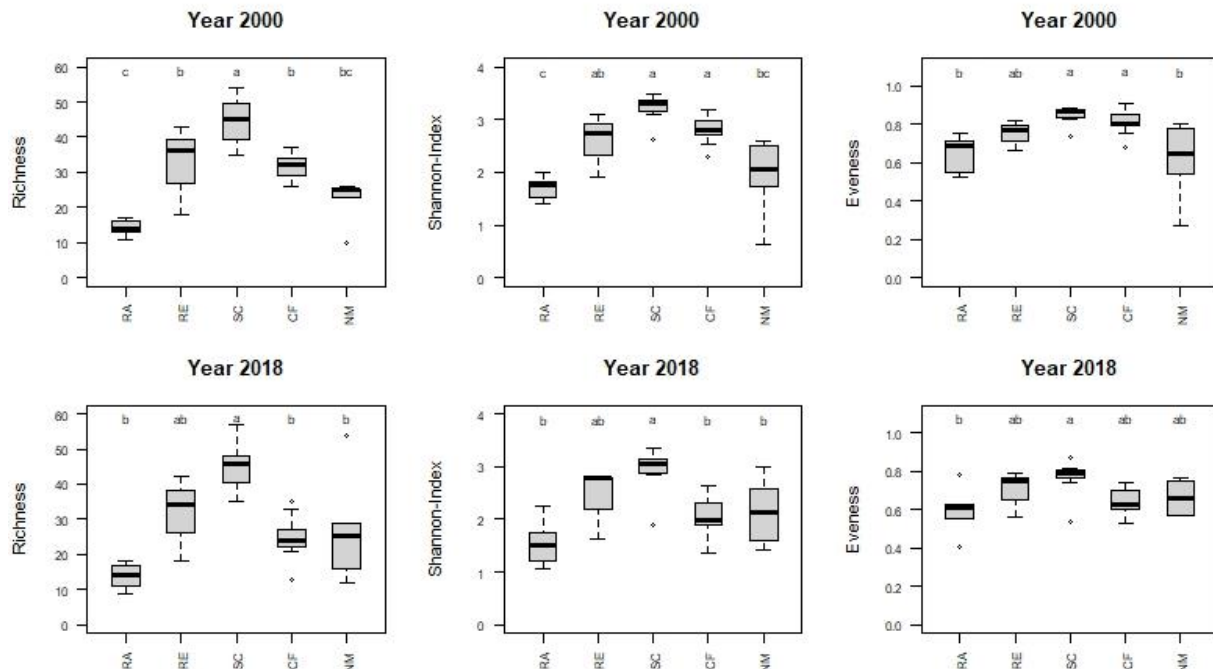 Year 2000
Richness
60
50
40
30
20
10
0
c b a b bc
RA RE SC CF NM
Year 2000
Shannon-Index
4
3
2
1
0
c ab a a bc
RA RE SC CF NM
Year 2000
Eveness
1.0
0.8
0.6
0.4
0.2
0.0
b ab a a b
RA RE SC CF NM
Year 2018
Richness
60
50
40
30
20
10
0
b ab a b b
RA RE SC CF NM
Year 2018
Shannon-Index
4
3
2
1
0
b ab a b b
RA RE SC CF NM
Year 2018
Eveness
1.0
0.8
0.6
0.4
0.2
0.0
b ab a ab ab
RA RE SC CF NM